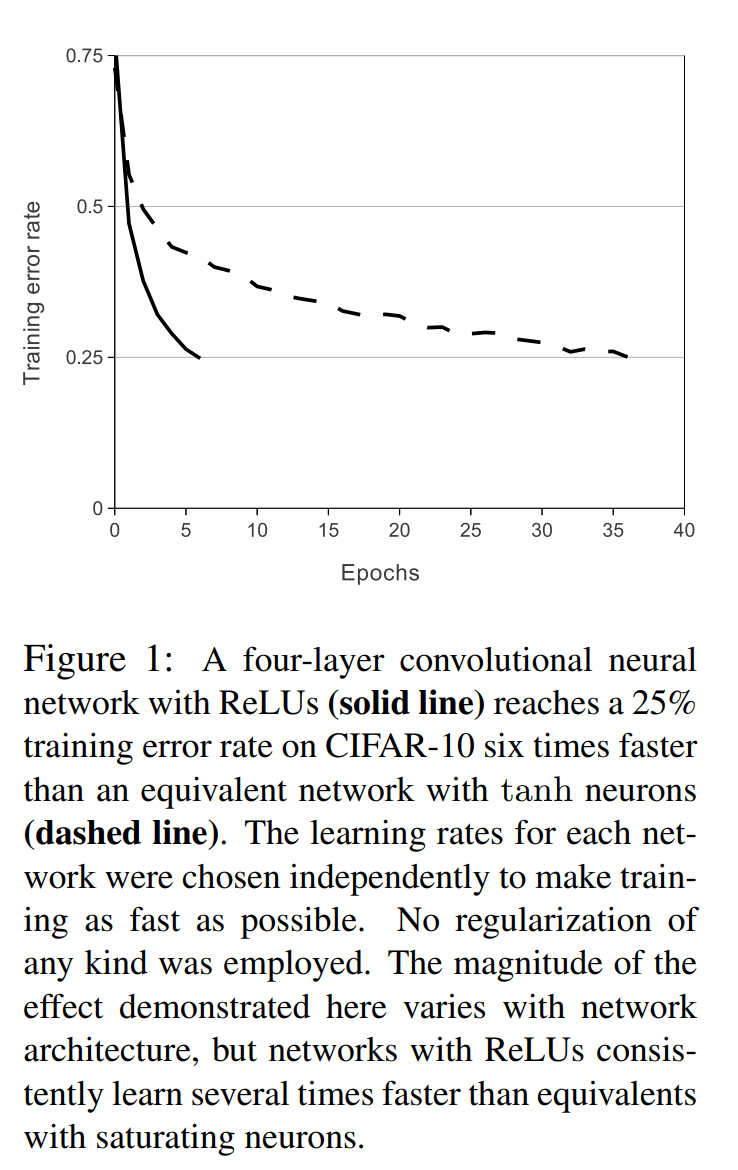 0.75
0.5
0.25
0
Training error rate
0 5 10 15 20 25 30 35 40
Epochs
Figure 1: A four-layer convolutional neural
network with ReLUs (solid line) reaches a 25%
training error rate on CIFAR-10 six times faster
than an equivalent network with tanh neurons
(dashed line). The learning rates for each net-
work were chosen independently to make train-
ing as fast as possible. No regularization of
any kind was employed. The magnitude of the
effect demonstrated here varies with network
architecture, but networks with ReLUs consis-
tently learn several times faster than equivalents
with saturating neurons.